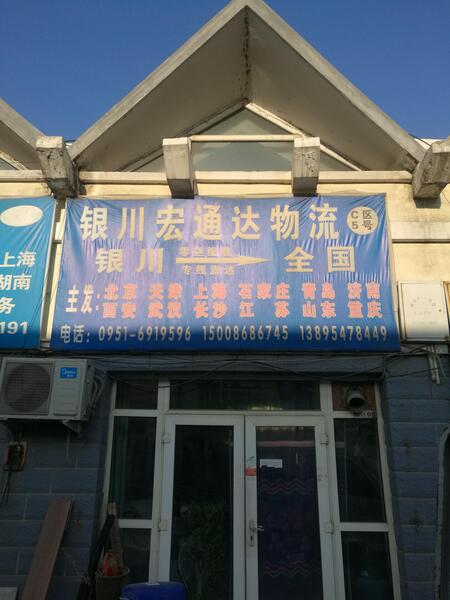 银川宏通达物流
C区
5号
银川
专线直达
全国
主发：北京 天津 上海 石家庄 青岛 济南
西安 武汉 长沙 江苏 山东 重庆
电话：0951-6919596 15008686745 13895447889
上海
湖南
务
191
Midea